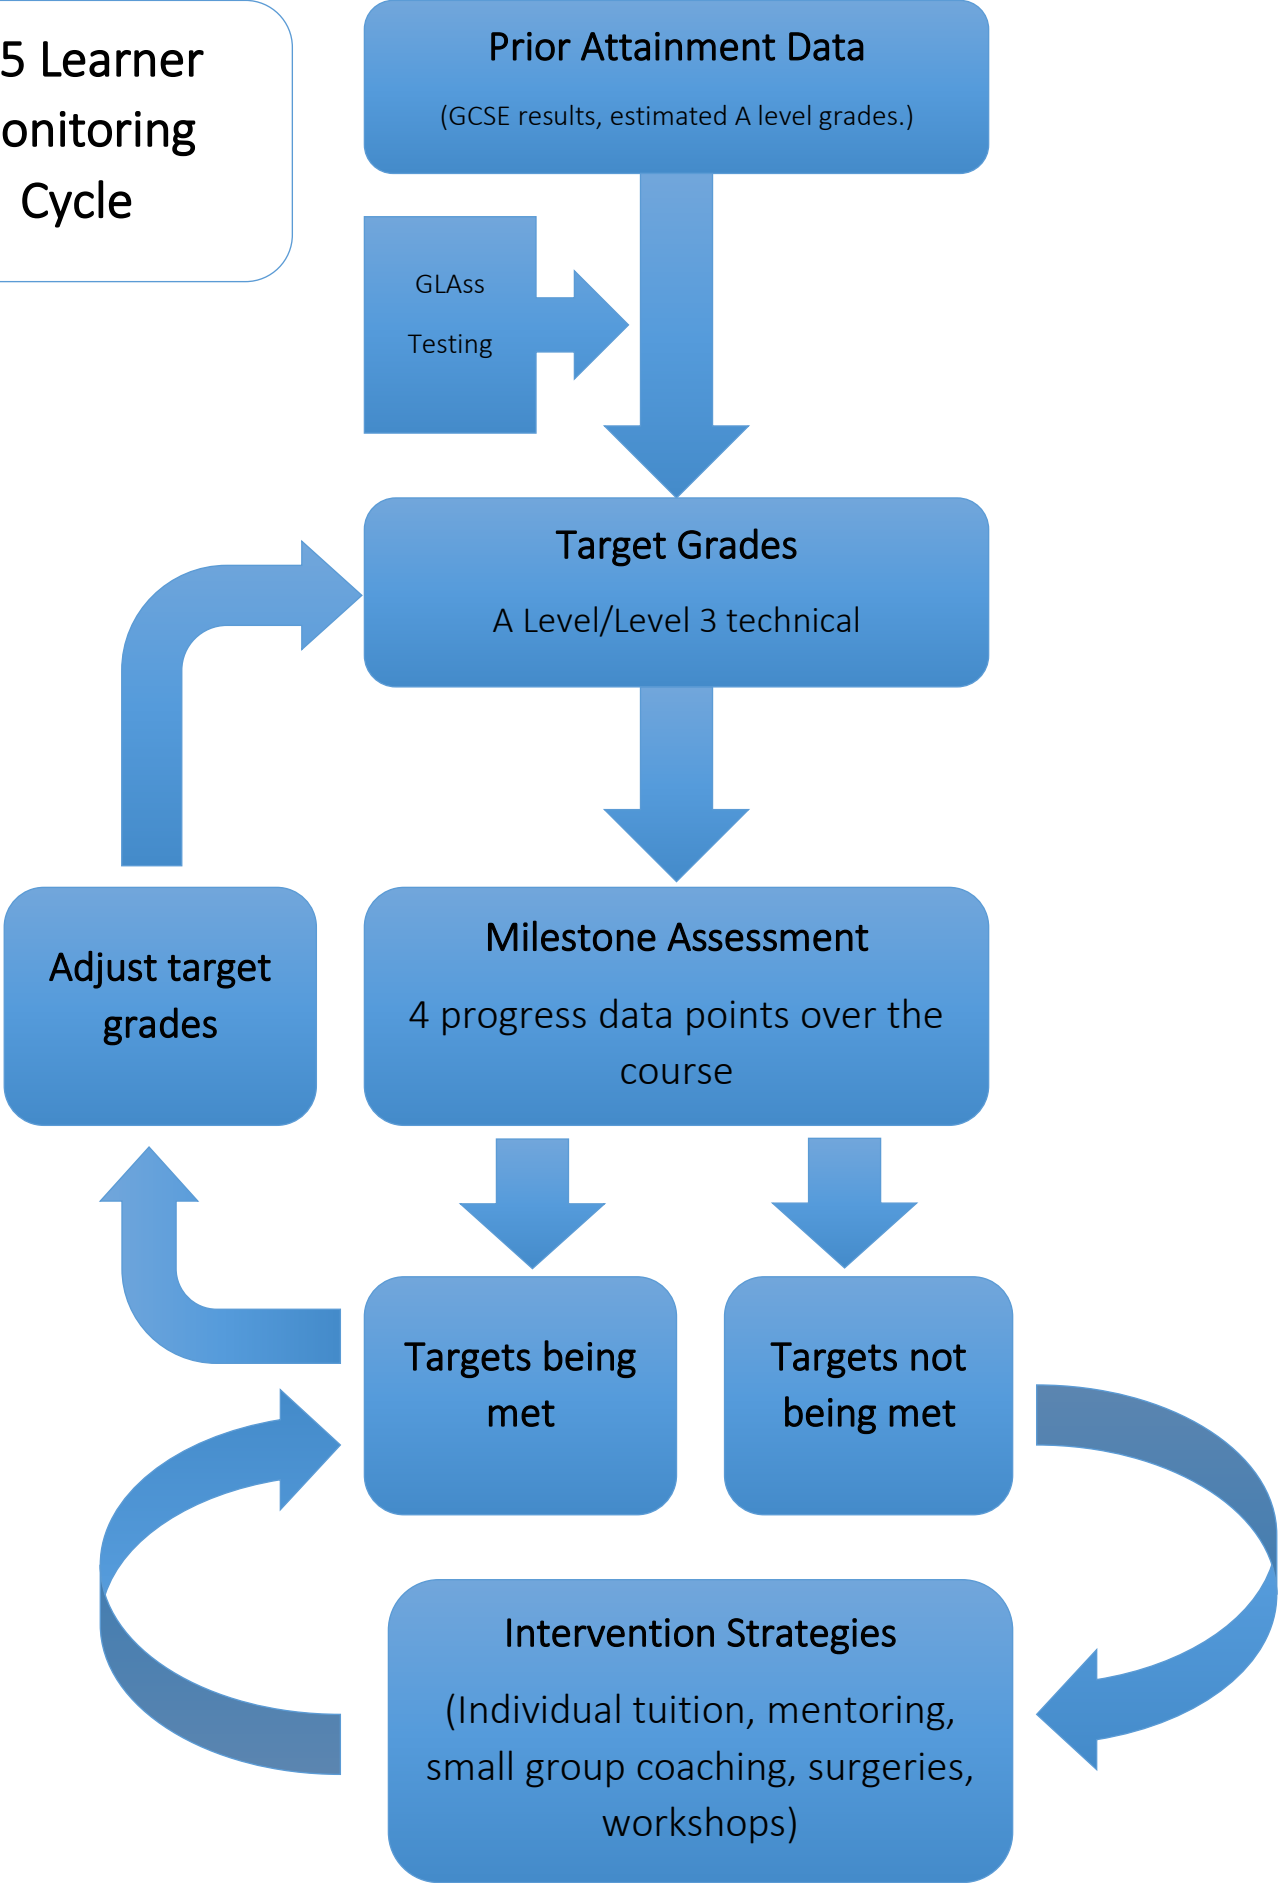 5 Learner
onitoring
Cycle
Prior Attainment Data
(GCSE results, estimated A level grades.)
GLAss
Testing
Target Grades
A Level/Level 3 technical
Adjust target
grades
Milestone Assessment
4 progress data points over the
course
Targets being
met
Targets not
being met
Intervention Strategies
(Individual tuition, mentoring,
small group coaching, surgeries,
workshops)